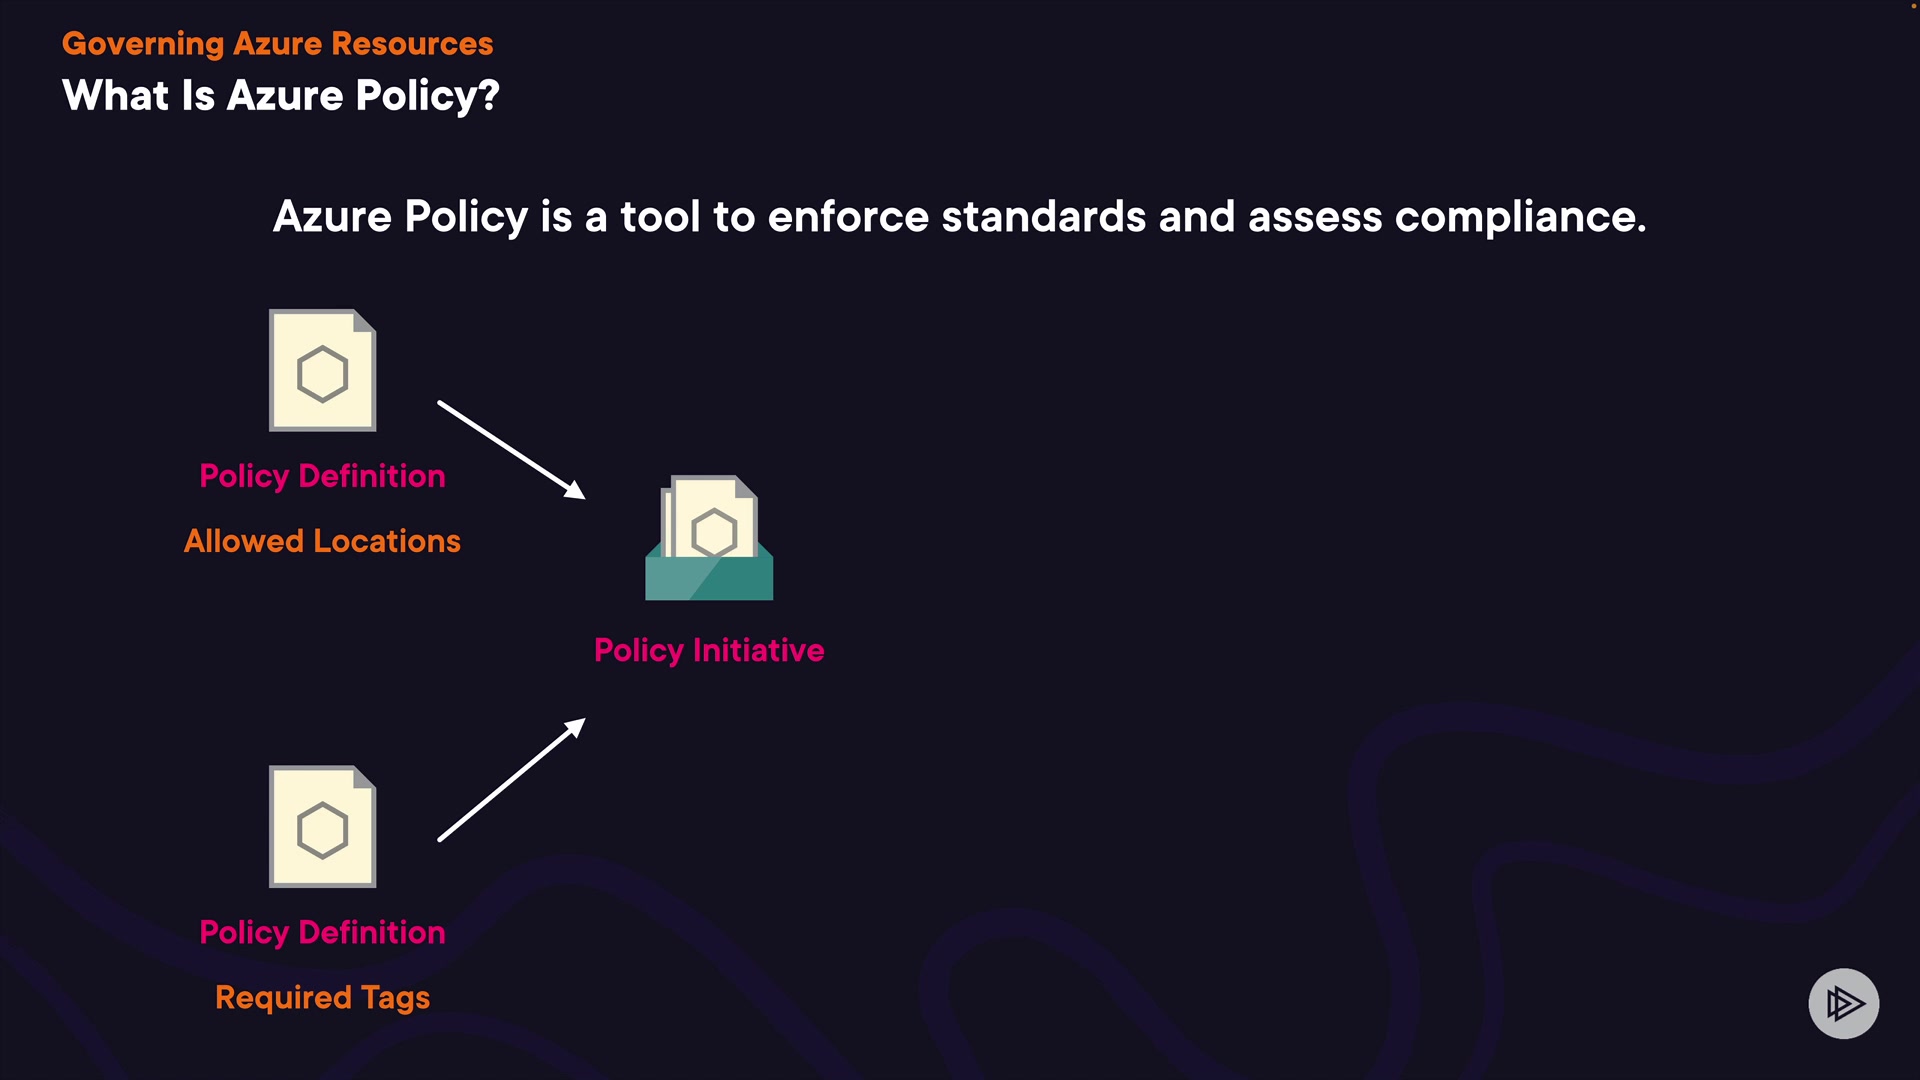 Governing Azure Resources
What Is Azure Policy?
Azure Policy is a tool to enforce standards and assess compliance.
Policy Definition
Allowed Locations
Policy Initiative
Policy Definition
Required Tags